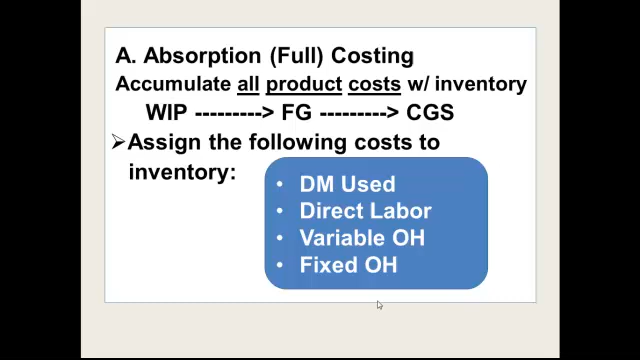 A. Absorption (Full) Costing
Accumulate all product costs w/ inventory
WIP ---------> FG ---------> CGS
➢Assign the following costs to
inventory:
• DM Used
• Direct Labor
• Variable OH
• Fixed OH